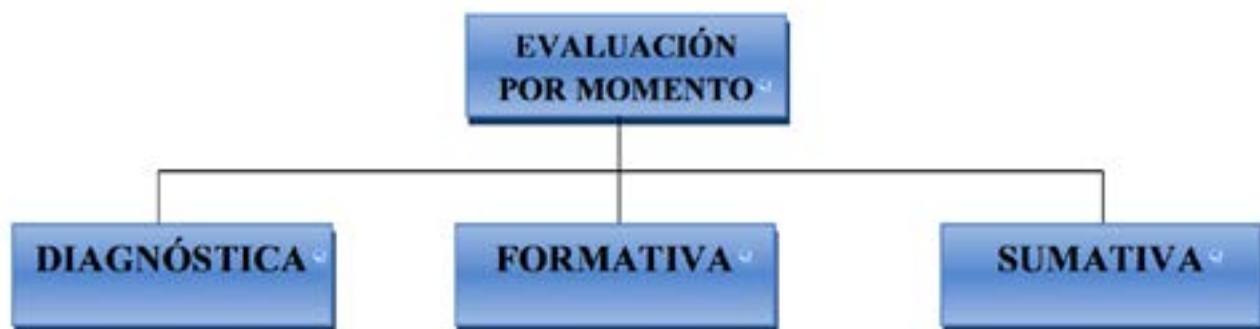 EVALUACIÓN
POR MOMENTO
DIAGNÓSTICA
FORMATIVA
SUMATIVA